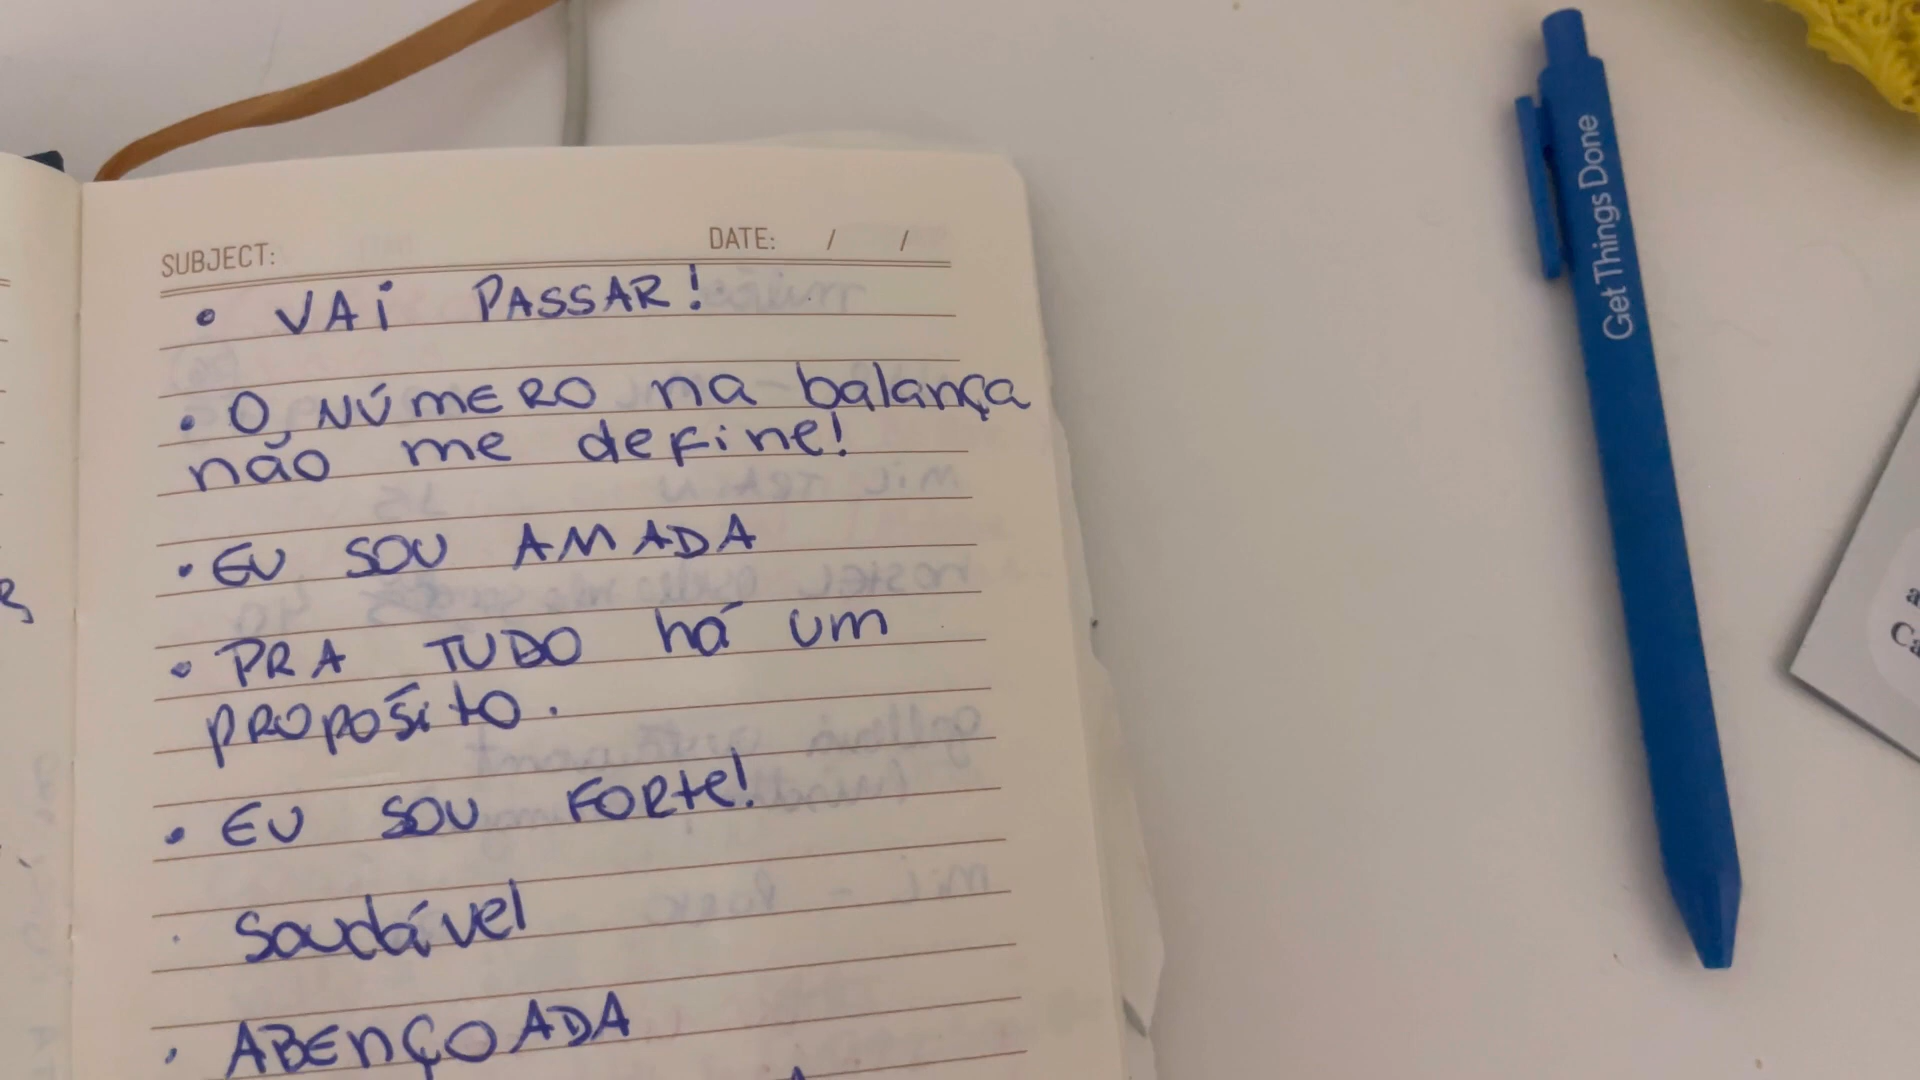 SUBJECT:
DATE: / /
• VAi PASSAR!
• O NÚMERO na balança
não me define!
• EU SOU AMADA
• PRA TUDO há um
propósito.
• EU SOU FORte!
• Saudável
• ABENÇOADA
Get Things Done
a
Ca